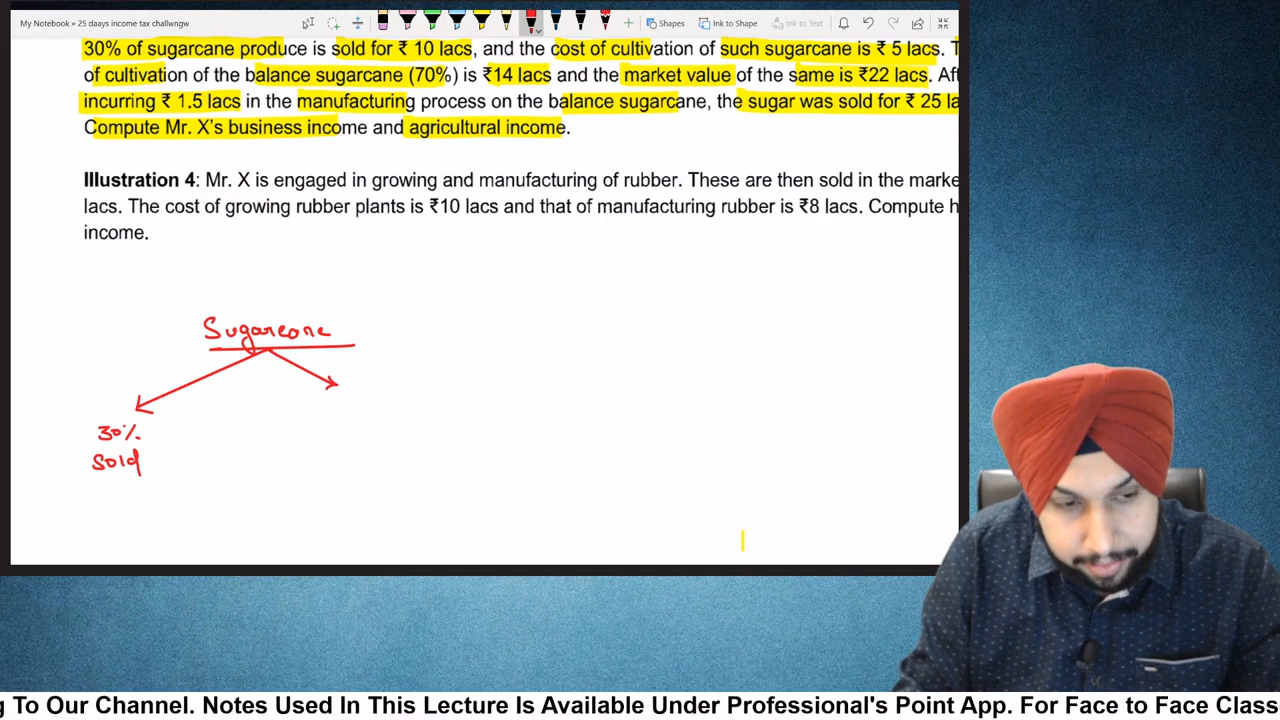 My Notebook » 25 daays income tax challwngw
Shapes
Ink to Shape
Ink to Text
30% of sugarcane produce is sold for ₹ 10 lacs, and the cost of cultivation of such sugarcane is ₹ 5 lacs.
of cultivation of the balance sugarcane (70%) is ₹14 lacs and the market value of the same is ₹22 lacs.
incurring ₹ 1.5 lacs in the manufacturing process on the balance sugarcane, the sugar was sold for ₹ 25
Compute Mr. X's business income and agricultural income.
Illustration 4: Mr. X is engaged in growing and manufacturing of rubber. These are then sold in the
lacs. The cost of growing rubber plants is ₹10 lacs and that of manufacturing rubber is ₹8 lacs. Compute
income.
Sugarcane
30%
Sold
To Our Channel. Notes Used In This Lecture Is Available Under Professional's Point App. For Face to Face Class